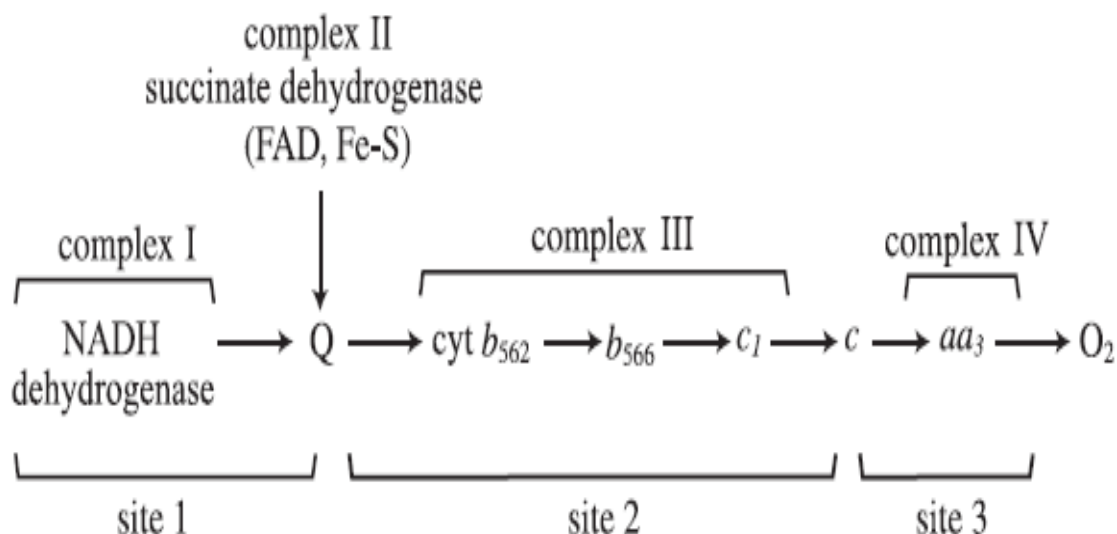 complex II
succinate dehydrogenase
(FAD, Fe-S)
complex I
complex III
complex IV
NADH
dehydrogenase
Q
cyt b₅₆₂
b₅₆₆
c₁
c
aa₃
O₂
site 1
site 2
site 3